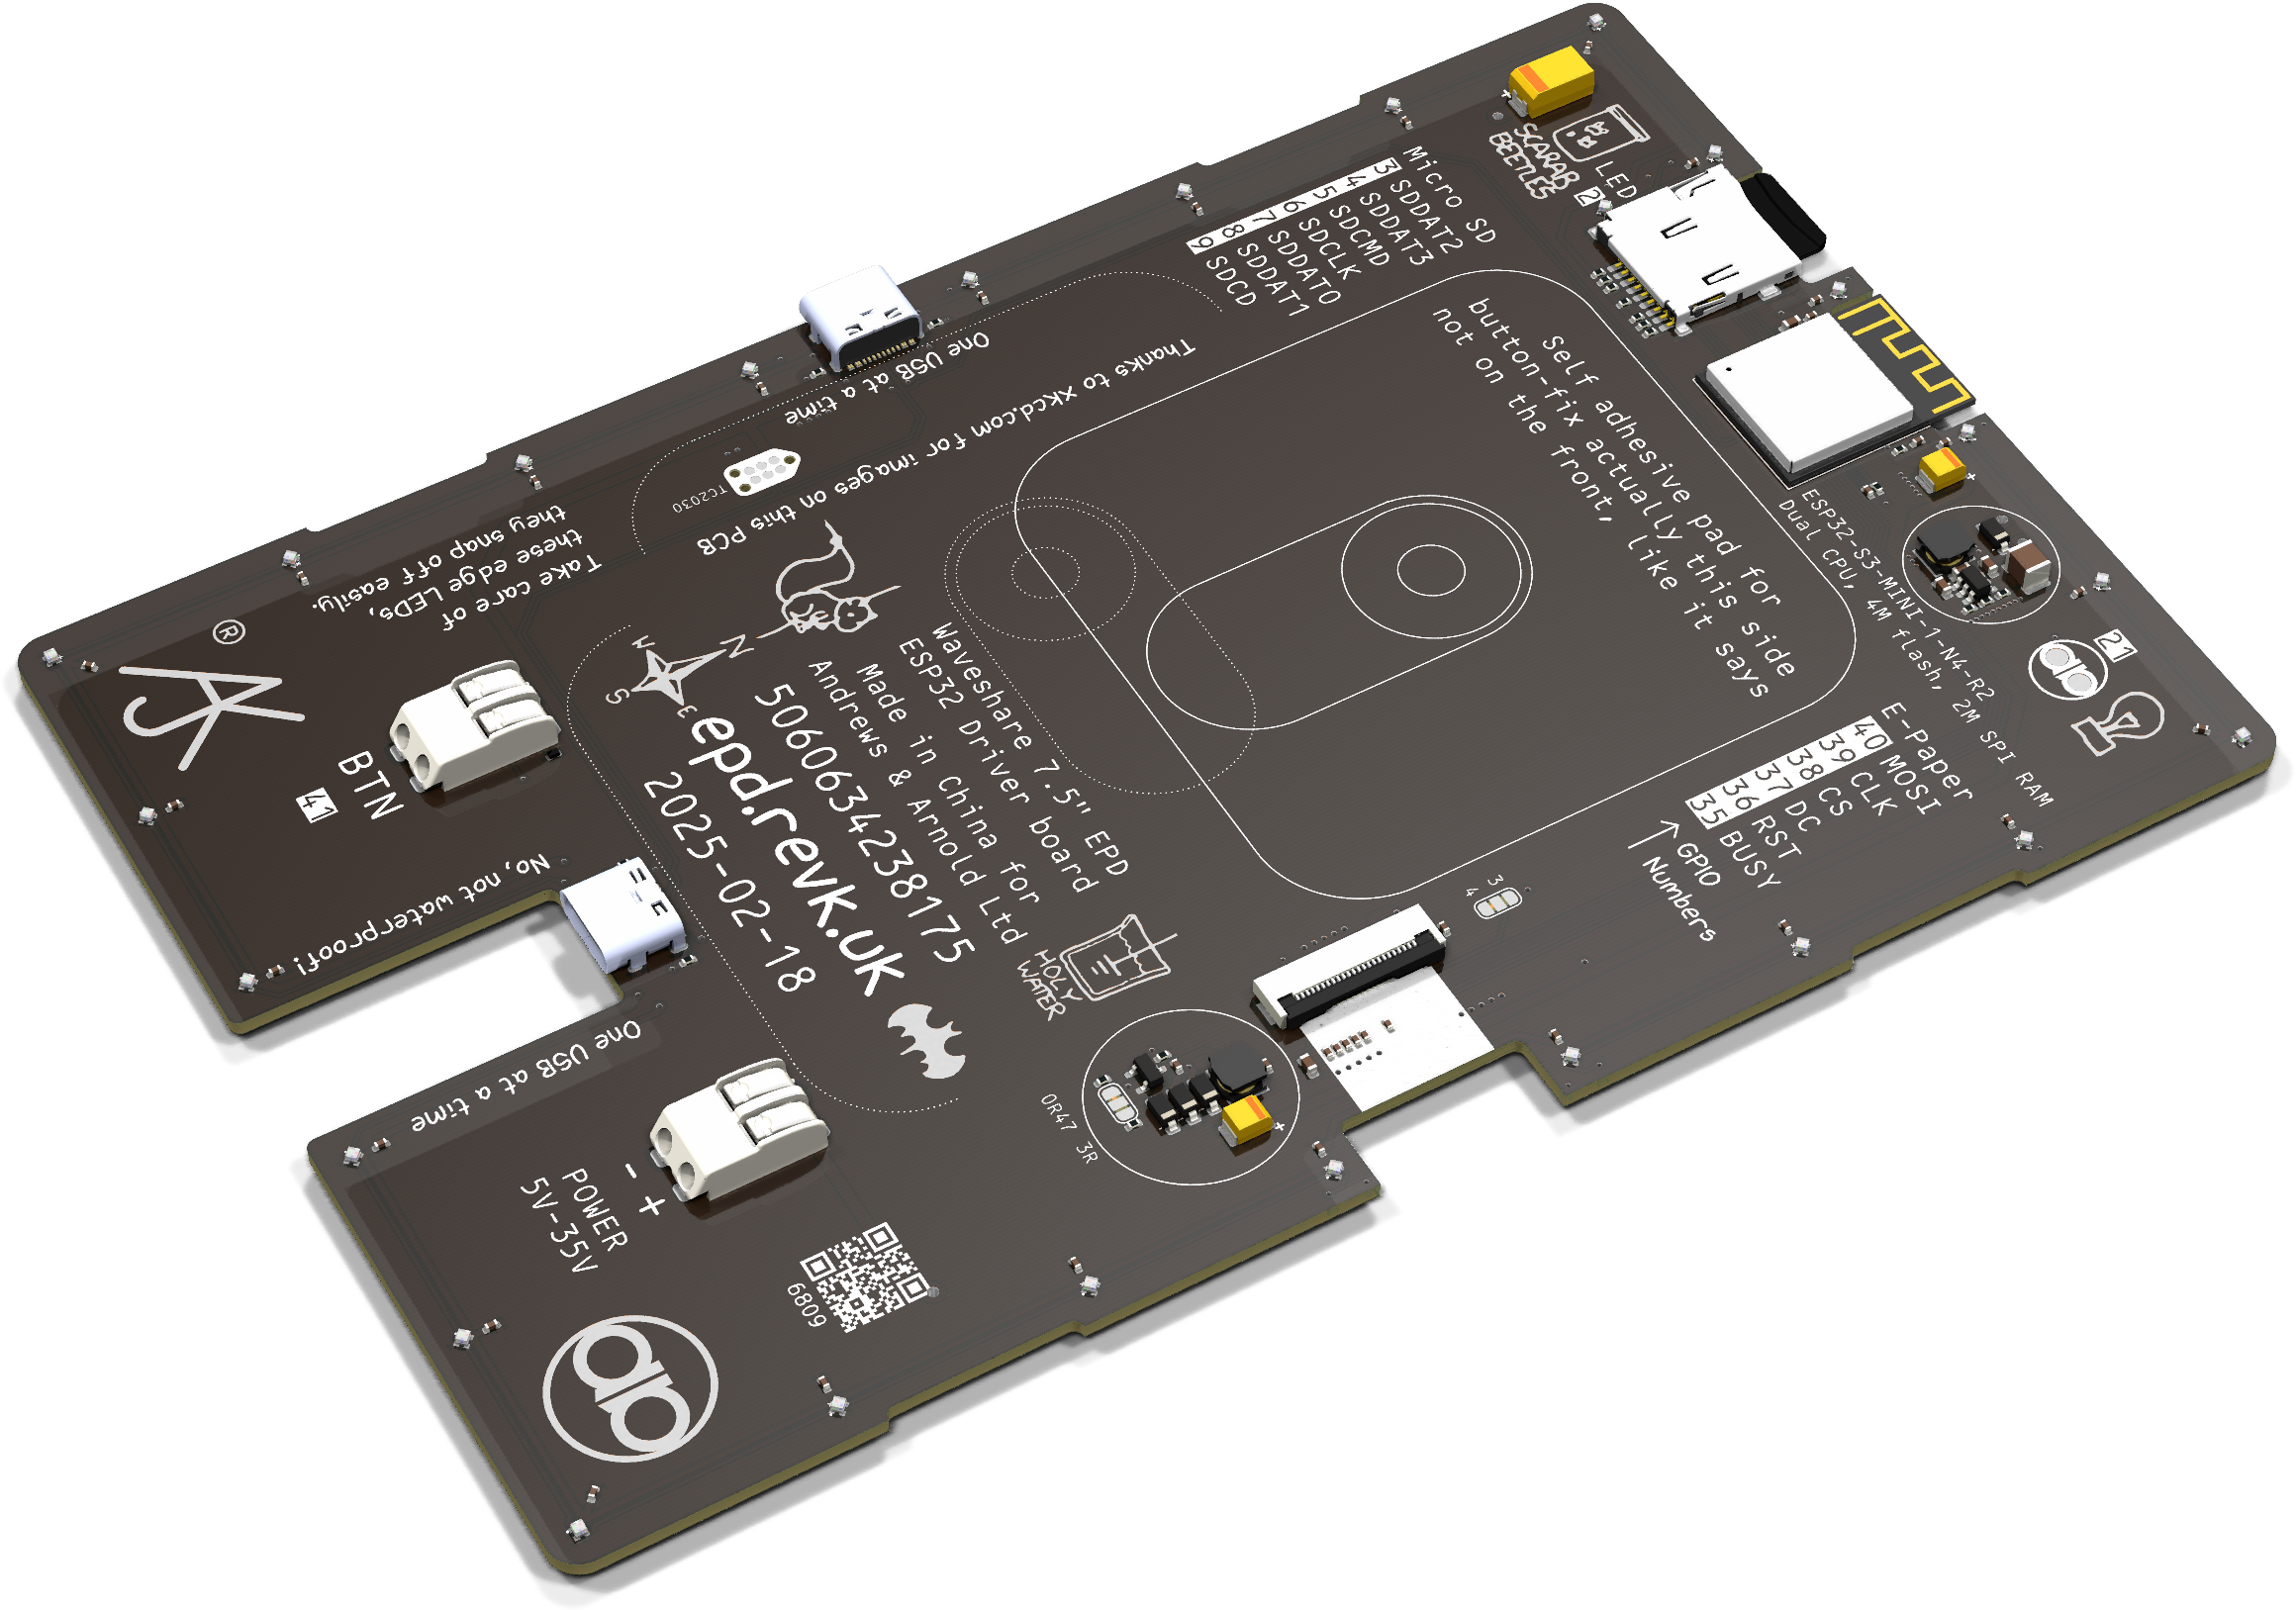 SCARAB
BEETLES
LED
2
Micro SD
3 SDDAT2
4 SDDAT3
5 SDCMD
6 SDCLK
7 SDDAT0
8 SDDAT1
9 SDCD
One USB at a time
Thanks to xkcd.com for images on this PCB
TC2030
Self adhesive pad for
button-fix actually this side
not on the front, like it says
ESP32-S3-MINI-1-N4-R2
Dual CPU, 4M flash, 2M SPI RAM
21
E-Paper
40 MOSI
39 CLK
38 CS
37 DC
36 RST
35 BUSY
GPIO
Numbers
3
4
Take care of
these edge LEDs,
they snap off easily.
®
AJK
BTN
41
N
E
S
W
Waveshare 7.5" EPD
ESP32 Driver board
Made in China for
Andrews & Arnold Ltd
5060634238175
epd.revk.uk
2025-02-18
HOLY
WATER
No, not waterproof!
One USB at a time
0R47 3R
- +
POWER
5V-35V
6809